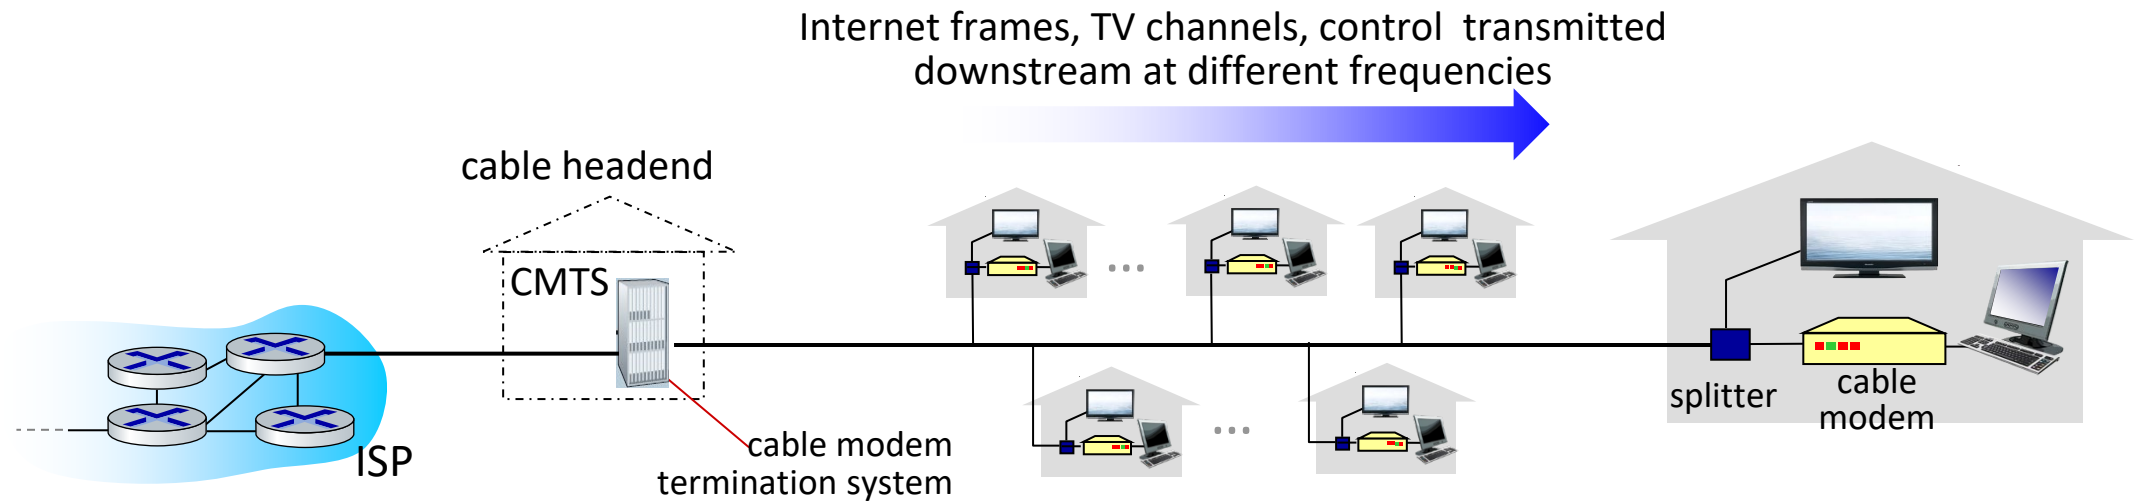 Internet frames, TV channels, control  transmitted
downstream at different frequencies
cable headend
CMTS
ISP
cable modem
termination system
splitter
cable
modem